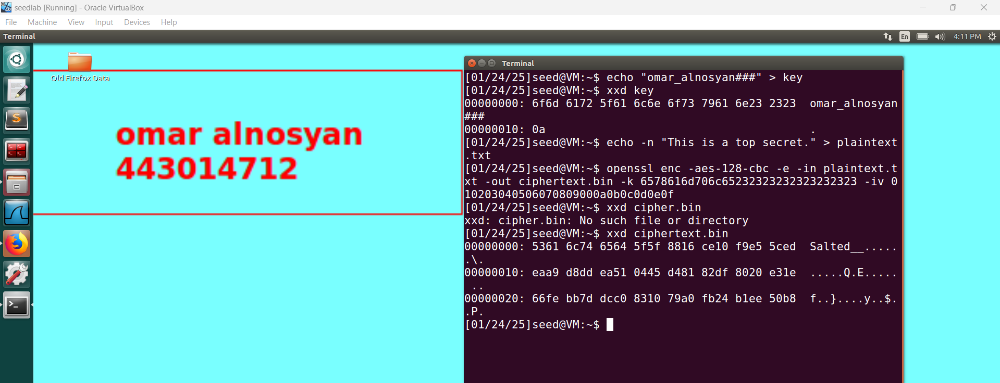 seedlab [Running] - Oracle VirtualBox
File Machine View Input Devices Help
Terminal
En
4:11 PM
Old Firefox Data
omar alnosyan
443014712
Terminal
[01/24/25]seed@VM:~$ echo "omar_alnosyan###" > key
[01/24/25]seed@VM:~$ xxd key
00000000: 6f6d 6172 5f61 6c6e 6f73 7961 6e23 2323  omar_alnosyan
###
00000010: 0a                                       .
[01/24/25]seed@VM:~$ echo -n "This is a top secret." > plaintext
.txt
[01/24/25]seed@VM:~$ openssl enc -aes-128-cbc -e -in plaintext.t
xt -out ciphertext.bin -k 6578616d706c65232323232323232323 -iv 0
102030405060708090​00a0b0c0d0e0f
[01/24/25]seed@VM:~$ xxd cipher.bin
xxd: cipher.bin: No such file or directory
[01/24/25]seed@VM:~$ xxd ciphertext.bin
00000000: 5361 6c74 6564 5f5f 8816 ce10 f9e5 5ced  Salted__.....
.\.
00000010: eaa9 d8dd ea51 0445 d481 82df 8020 e31e  .....Q.E.....
 ..
00000020: 66fe bb7d dcc0 8310 79a0 fb24 b1ee 50b8  f..}....y..$.
.P.
[01/24/25]seed@VM:~$